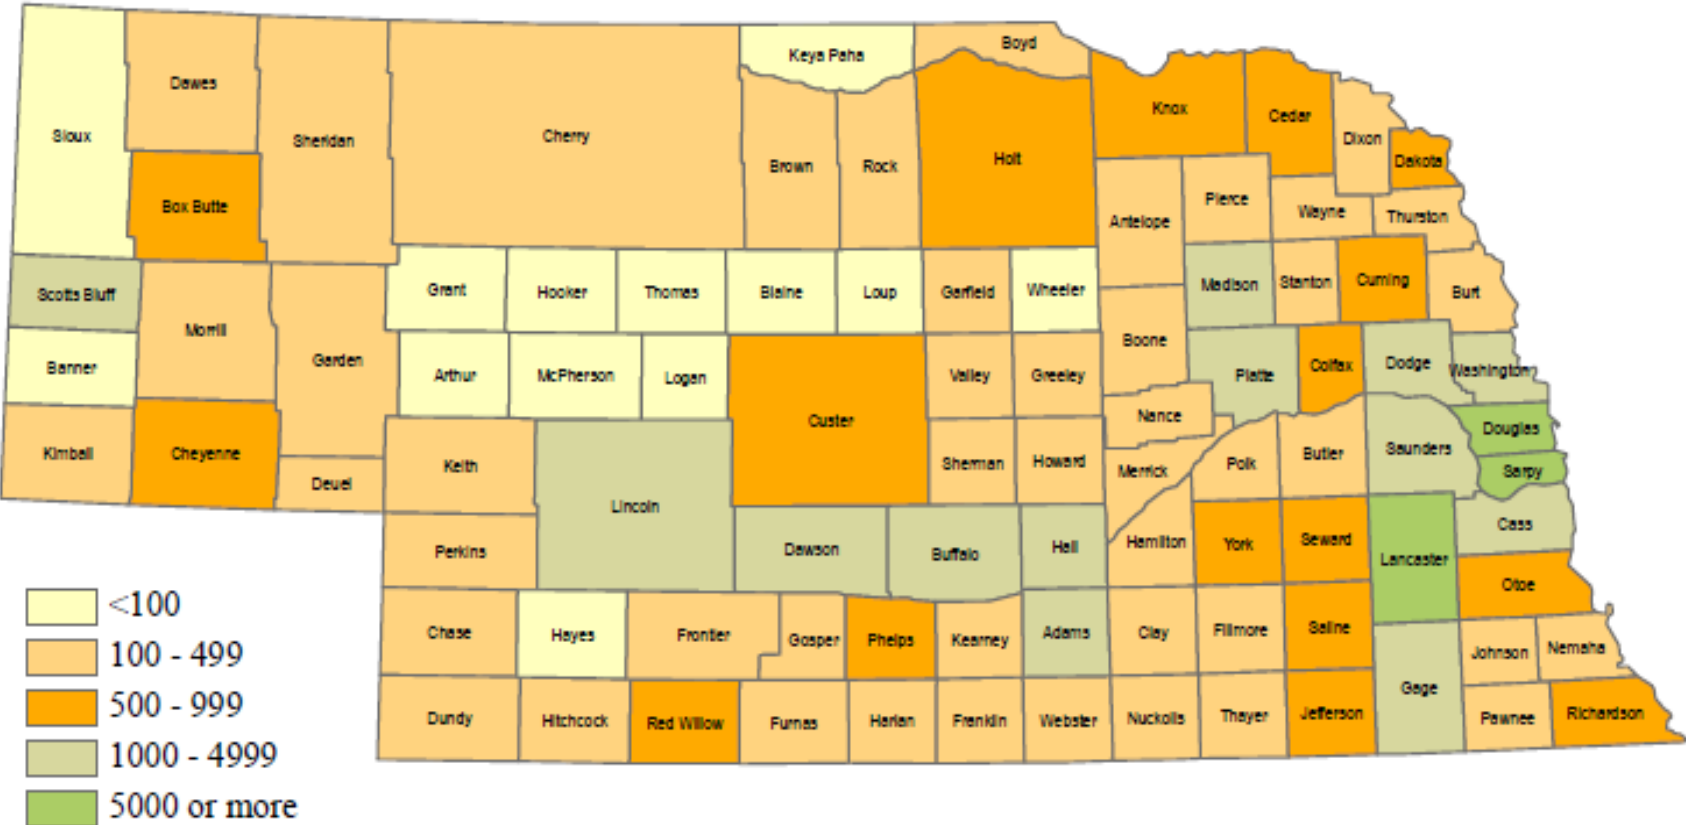 Keya Paha
Boyd
Dawes
Sioux
Sheridan
Cherry
Brown
Rock
Holt
Knox
Cedar
Dixon
Dakota
Box Butte
Antelope
Pierce
Wayne
Thurston
Scotts Bluff
Morrill
Garden
Grant
Hooker
Thomas
Blaine
Loup
Garfield
Wheeler
Madison
Stanton
Cuming
Burt
Banner
Boone
Arthur
McPherson
Logan
Custer
Valley
Greeley
Platte
Colfax
Dodge
Washington
Nance
Kimball
Cheyenne
Deuel
Keith
Lincoln
Sherman
Howard
Merrick
Polk
Butler
Saunders
Douglas
Sarpy
Perkins
Dawson
Buffalo
Hall
Hamilton
York
Seward
Lancaster
Cass
Otoe
Chase
Hayes
Frontier
Gosper
Phelps
Kearney
Adams
Clay
Fillmore
Saline
Johnson
Nemaha
Gage
Dundy
Hitchcock
Red Willow
Furnas
Harlan
Franklin
Webster
Nuckolls
Thayer
Jefferson
Pawnee
Richardson
<100
100 - 499
500 - 999
1000 - 4999
5000 or more